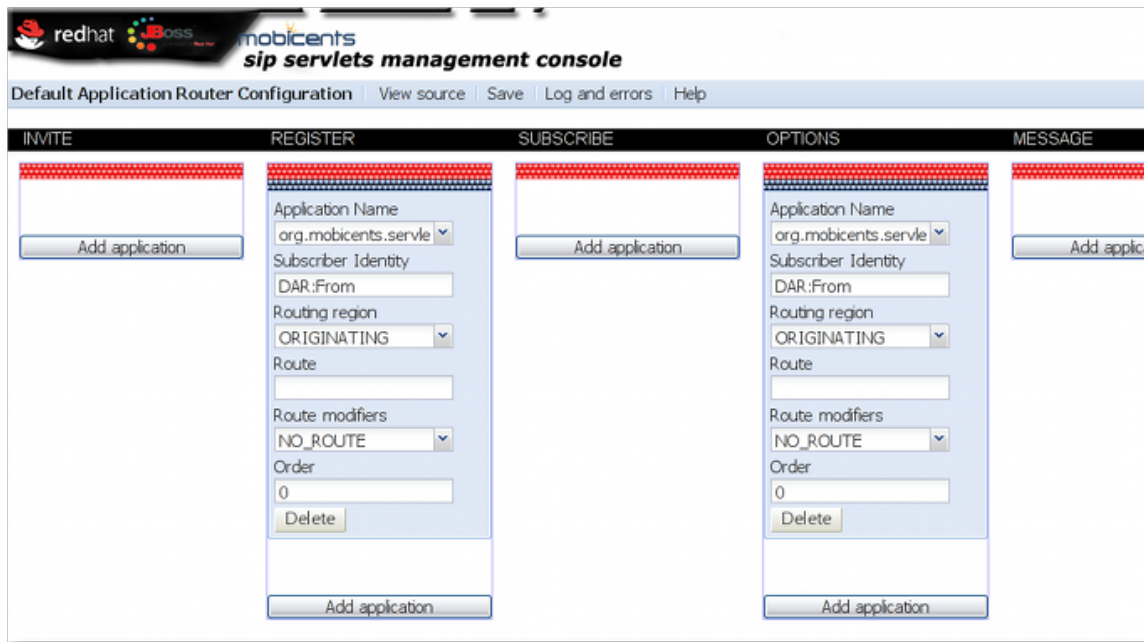 redhat JBoss mobicents
sip servlets management console
Default Application Router Configuration View source Save Log and errors Help
INVITE REGISTER SUBSCRIBE OPTIONS MESSAGE
Add application
Application Name
org.mobicents.servle
Subscriber Identity
DAR:From
Routing region
ORIGINATING
Route
Route modifiers
NO_ROUTE
Order
0
Delete
Add application
Add application
Application Name
org.mobicents.servle
Subscriber Identity
DAR:From
Routing region
ORIGINATING
Route
Route modifiers
NO_ROUTE
Order
0
Delete
Add application
Add applic